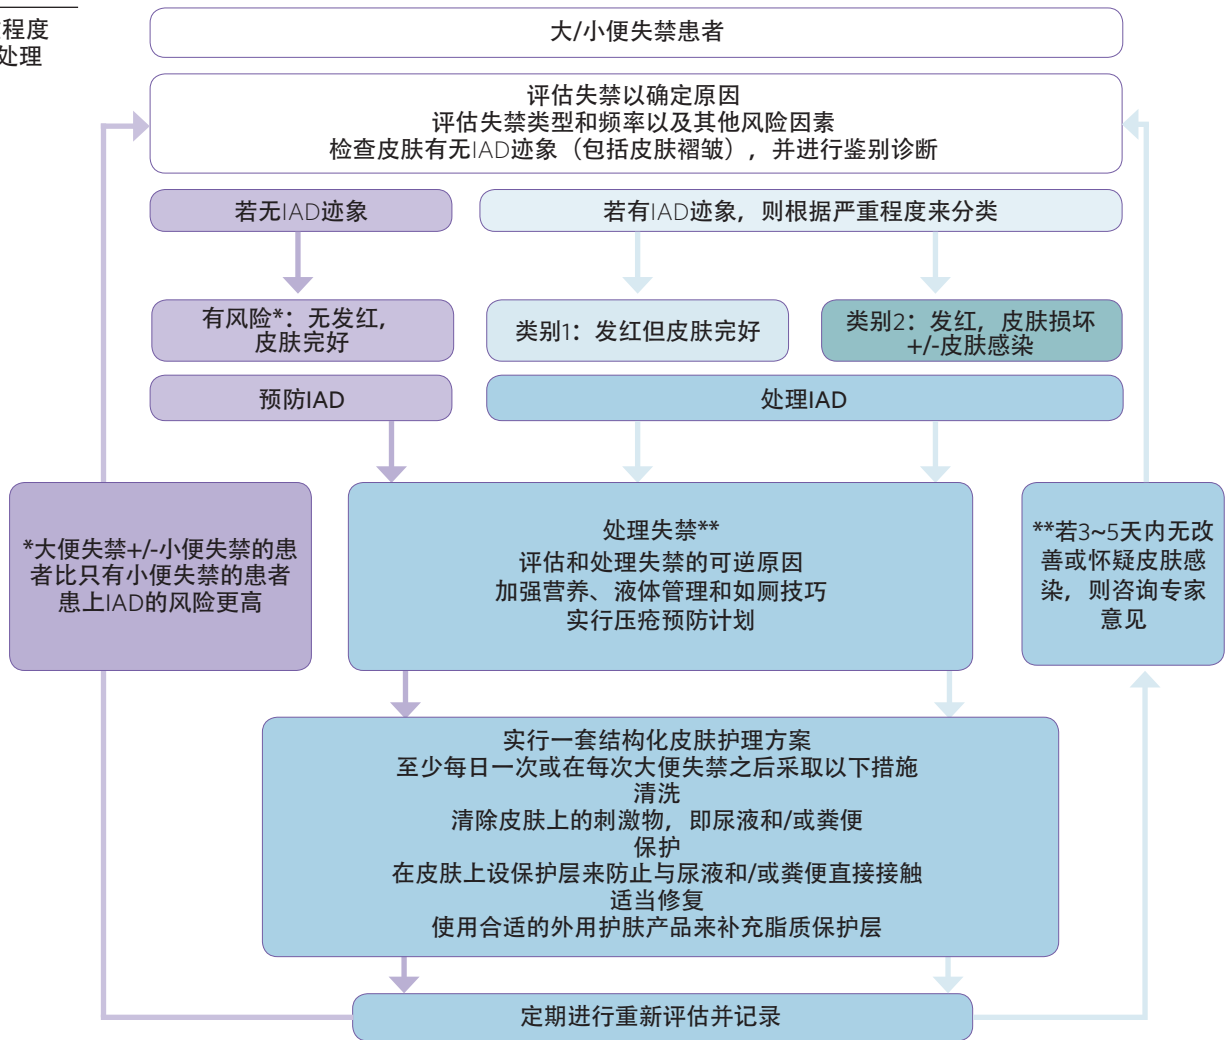 程度
处理
大/小便失禁患者
评估失禁以确定原因
评估失禁类型和频率以及其他风险因素
检查皮肤有无IAD迹象（包括皮肤褶皱），并进行鉴别诊断
若无IAD迹象
若有IAD迹象，则根据严重程度来分类
有风险*：无发红，
皮肤完好
类别1：发红但皮肤完好
类别2：发红，皮肤损坏
+/-皮肤感染
预防IAD
处理IAD
*大便失禁+/-小便失禁的患
者比只有小便失禁的患者
患上IAD的风险更高
处理失禁**
评估和处理失禁的可逆原因
加强营养、液体管理和如厕技巧
实行压疮预防计划
**若3~5天内无改
善或怀疑皮肤感
染，则咨询专家
意见
实行一套结构化皮肤护理方案
至少每日一次或在每次大便失禁之后采取以下措施
清洗
清除皮肤上的刺激物，即尿液和/或粪便
保护
在皮肤上设保护层来防止与尿液和/或粪便直接接触
适当修复
使用合适的外用护肤产品来补充脂质保护层
定期进行重新评估并记录